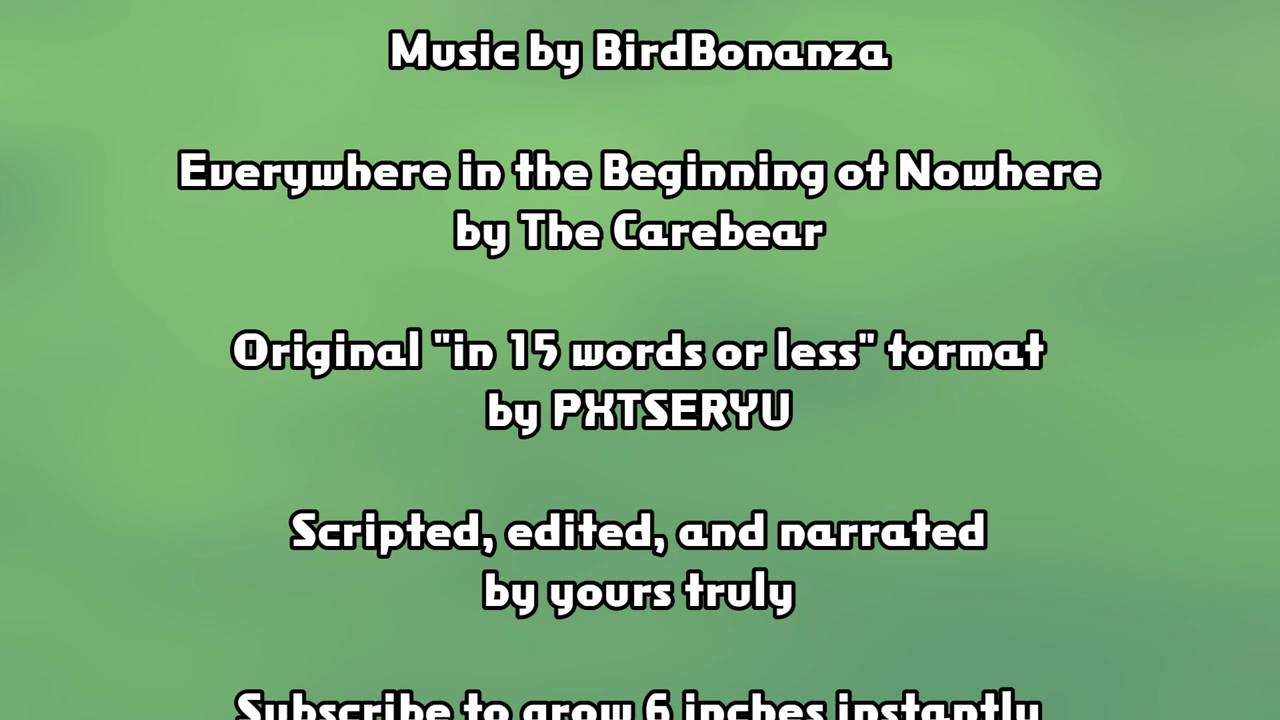 Music by BirdBonanza
Everywhere in the Beginning of Nowhere
by The Carebear
Original "in 15 words or less" format
by PXTSERYU
Scripted, edited, and narrated
by yours truly
Subscribe to grow 6 inches instantly